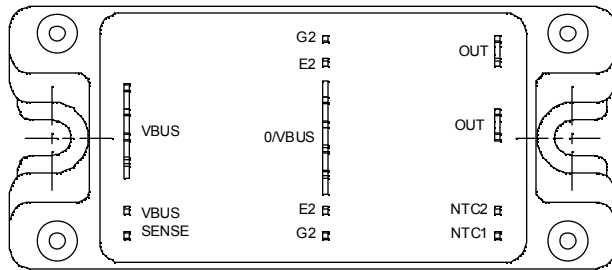 G2
OUT
E2
VBUS
0/VBUS
OUT
VBUS
SENSE
E2
G2
NTC2
NTC1